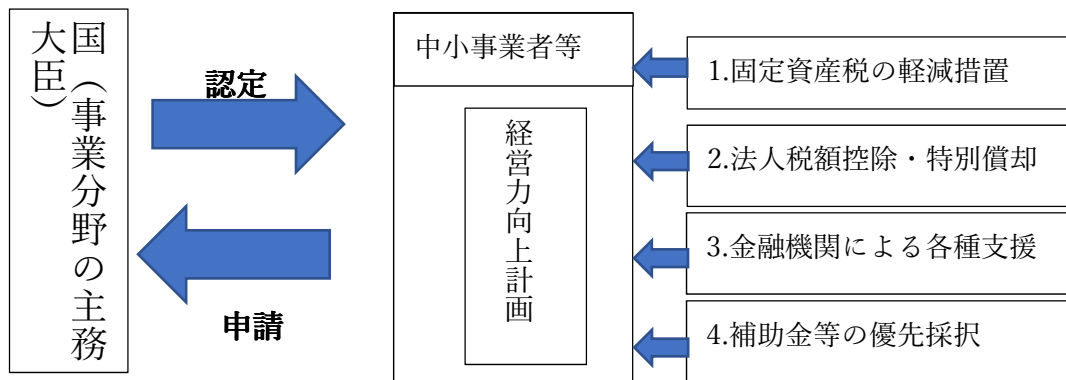 国（事業分野の主務
大臣）
認定
申請
中小事業者等
経営力向上計画
1.固定資産税の軽減措置
2.法人税額控除・特別償却
3.金融機関による各種支援
4.補助金等の優先採択